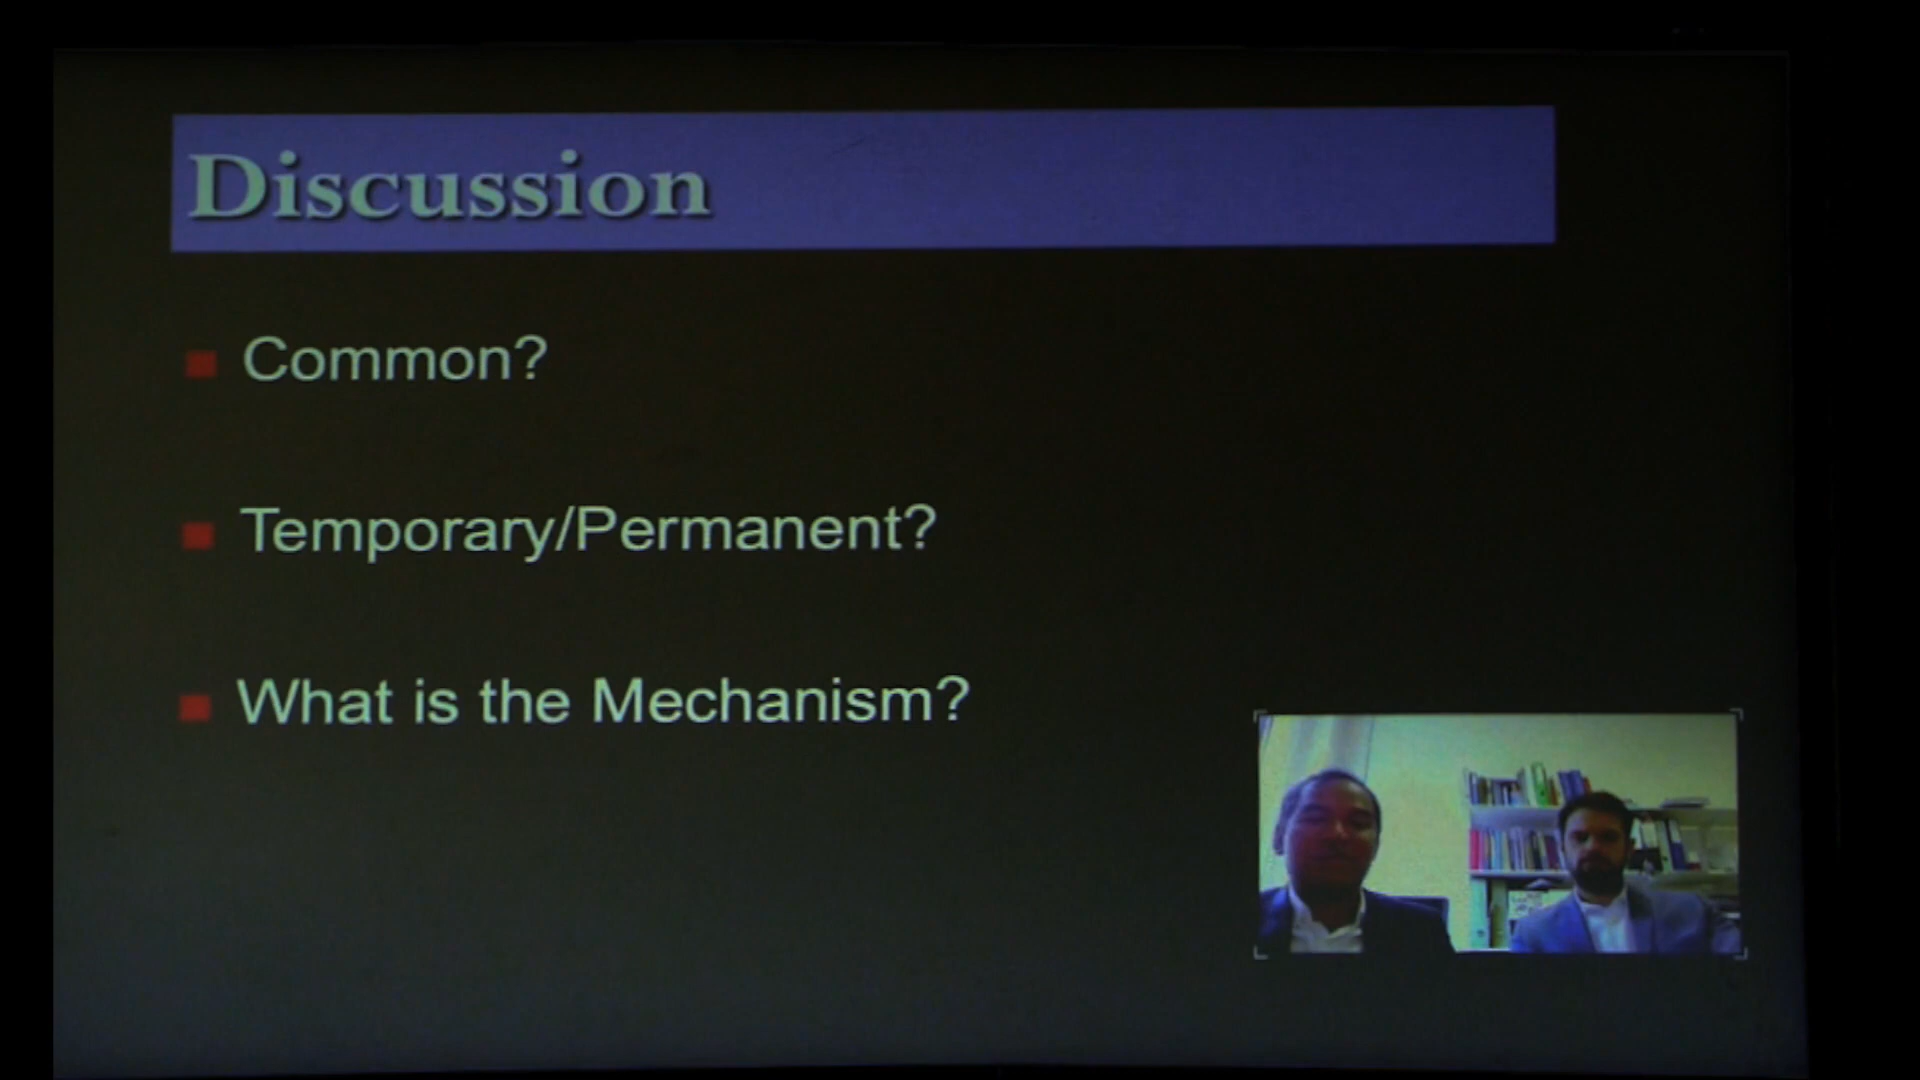 Discussion
Common?
Temporary/Permanent?
What is the Mechanism?